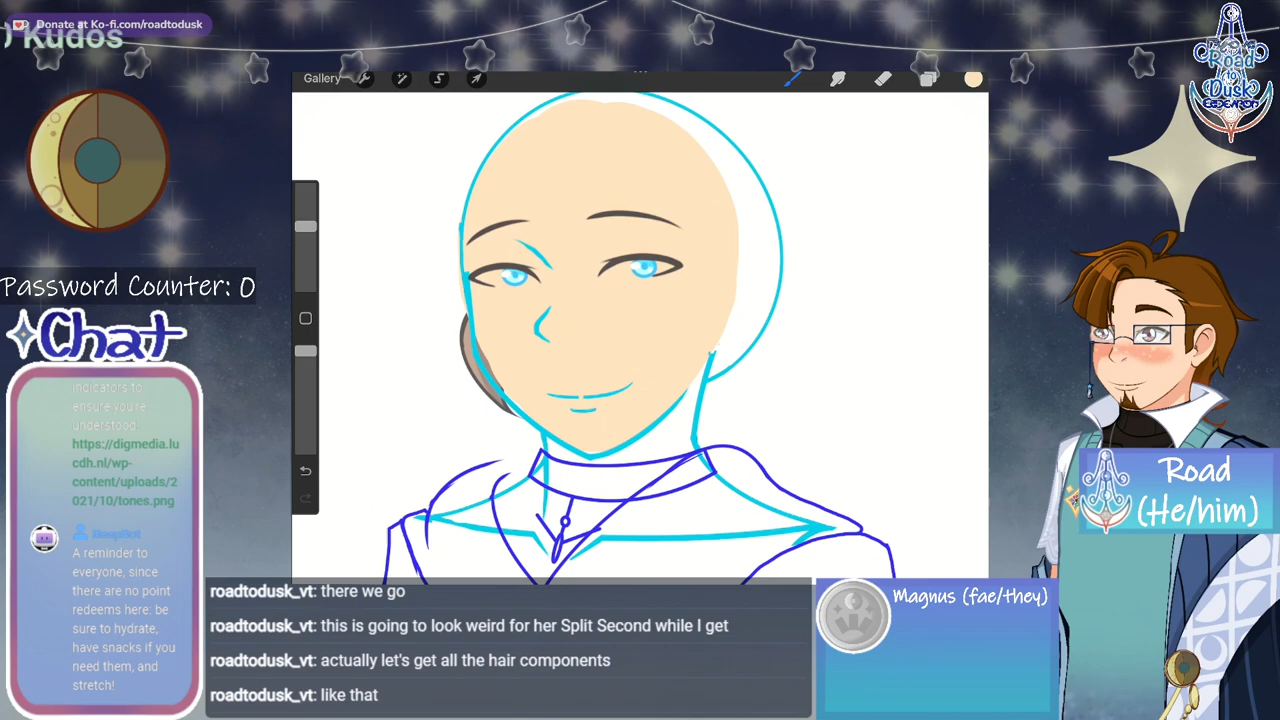 Donate at Ko-fi.com/roadtodusk
) Kudos
Gallery
Road
to
Dusk
Password Counter: 0
Chat
indicators to
ensure you're
understood:
https://digmedia.lu
cdh.nl/wp-
content/uploads/2
021/10/tones.png
A reminder to
everyone, since
there are no point
redeems here: be
sure to hydrate,
have snacks if you
need them, and
stretch!
roadtodusk_vt: there we go
roadtodusk_vt: this is going to look weird for her Split Second while I get
roadtodusk_vt: actually let's get all the hair components
roadtodusk_vt: like that
Magnus (fae/they)
Road
(He/him)